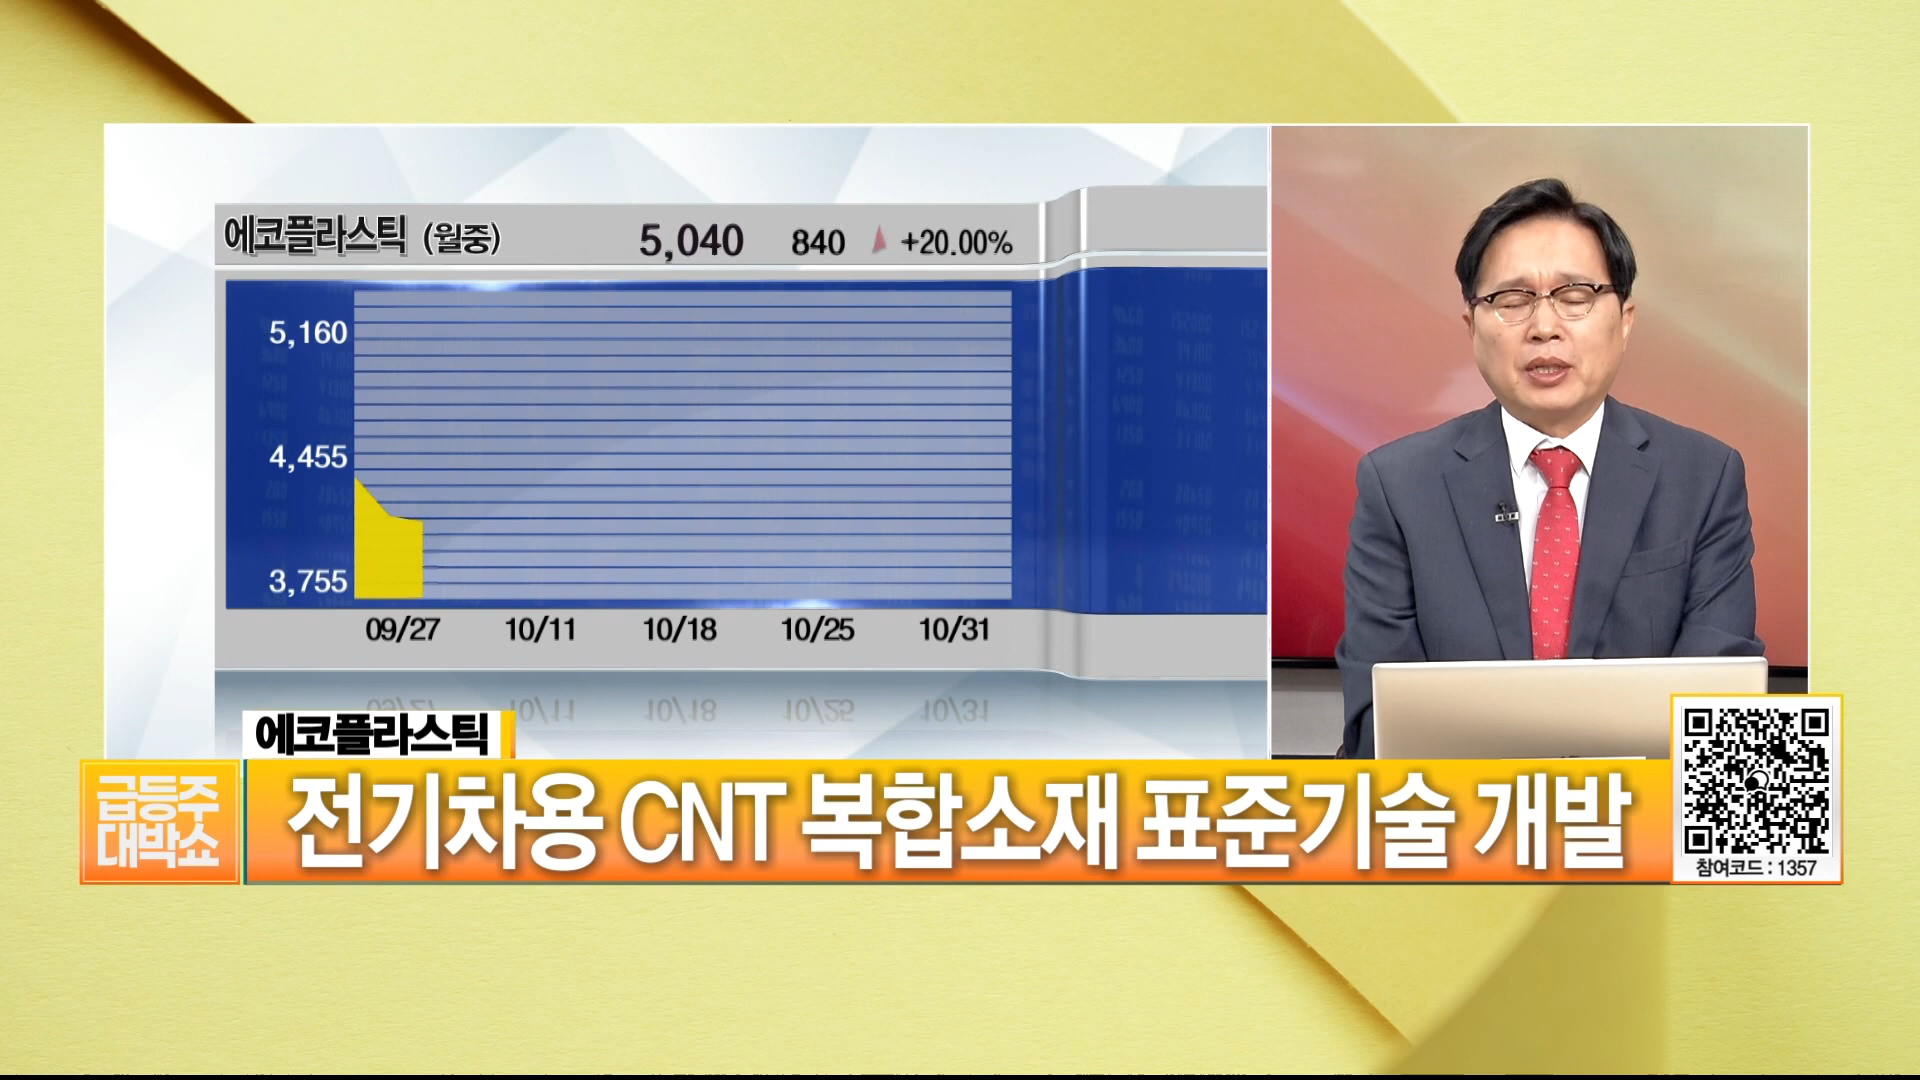 에코플라스틱 (월중) 5,040 840 ▲ +20.00%
5,160
4,455
3,755
09/27 10/11 10/18 10/25 10/31
에코플라스틱
급등주
대박쇼
전기차용 CNT 복합소재 표준기술 개발
참여코드 : 1357